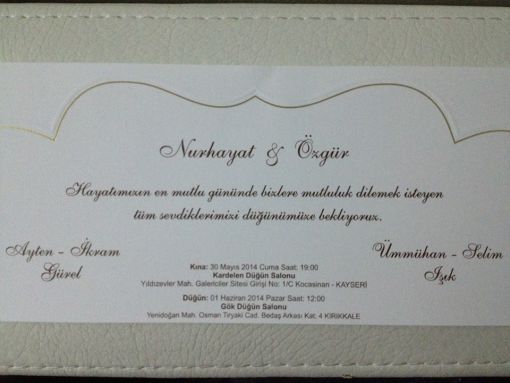 Nurhayat & Özgür
Hayatımızın en mutlu gününde bizlere mutluluk dilemek isteyen
tüm sevdiklerimizi düğünümüze bekliyoruz.
Ayten - İkram
Gürel
Ümmühan - Selim
Işık
Kına: 30 Mayıs 2014 Cuma Saat: 19:00
Kardelen Düğün Salonu
Yıldızevler Mah. Galericiler Sitesi Girişi No: 1/C Kocasinan - KAYSERİ
Düğün: 01 Haziran 2014 Pazar Saat: 12:00
Gök Düğün Salonu
Yenidoğan Mah. Osman Tiryaki Cad. Bedaş Arkası Kat: 4 KIRIKKALE